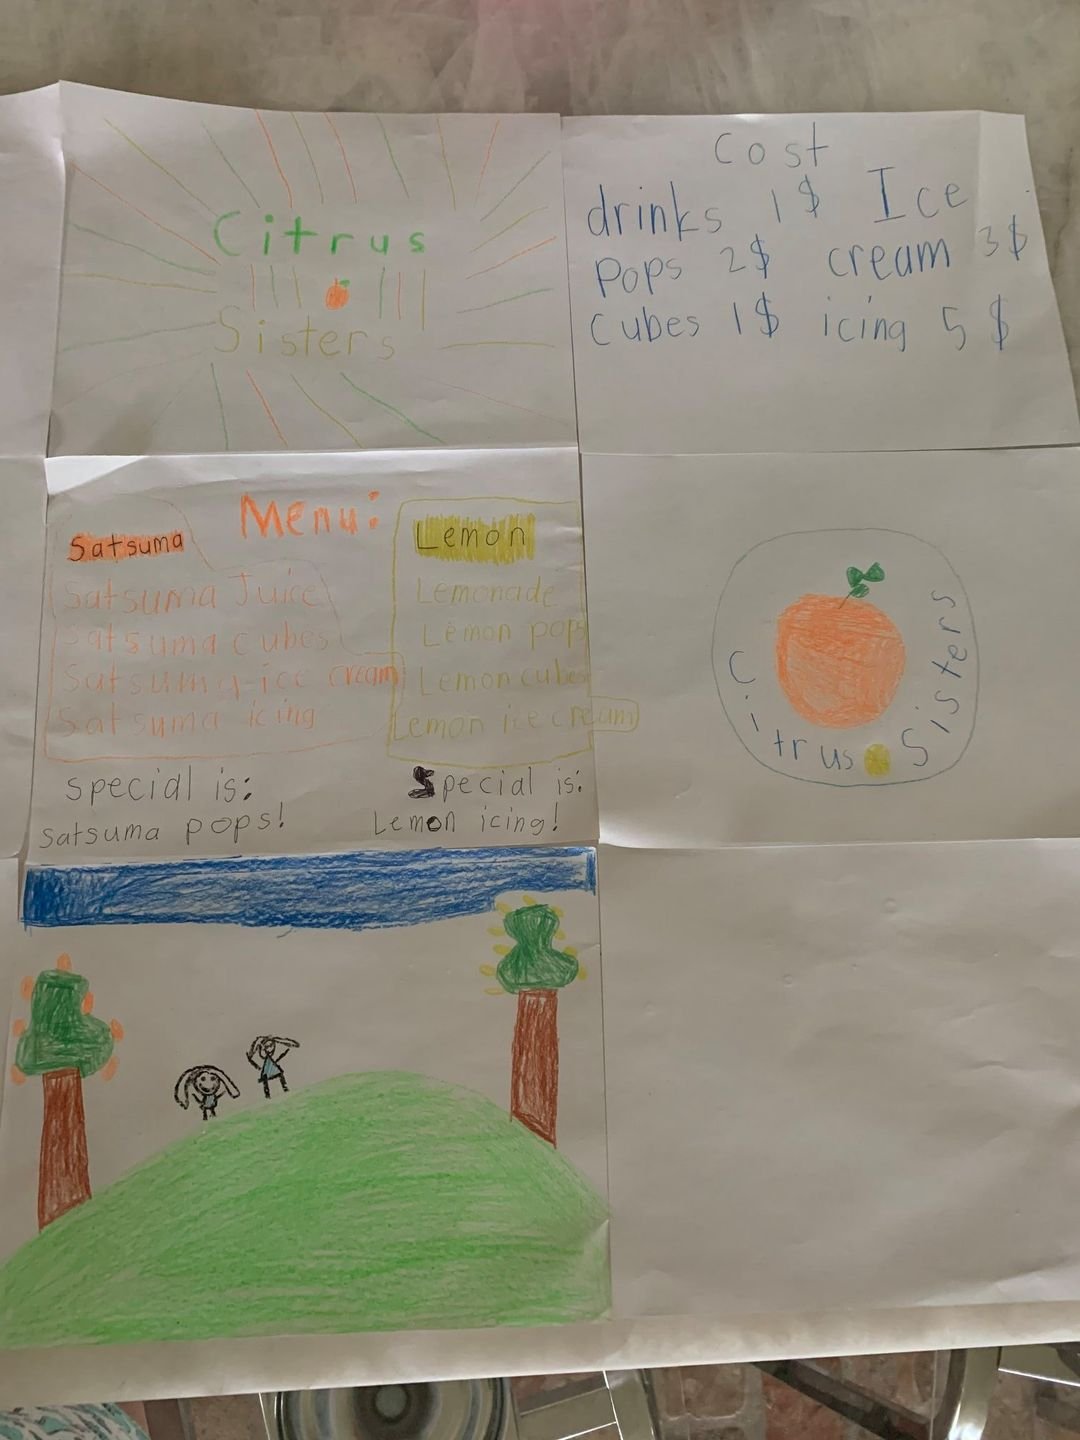 Citrus
Sisters
Cost
drinks 1$ Ice
pops 2$ cream 3$
cubes 1$ icing 5$
Menu:
Satsuma
Satsuma Juice
Satsuma cubes
Satsuma ice cream
Satsuma icing
special is:
satsuma pops!
Lemon
Lemonade
Lemon pops
Lemon cubes
Lemon ice cream
Special is:
Lemon icing!
Citrus Sisters